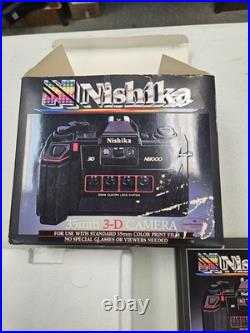 Nishika
Nishika
3D
N8000
30MM QUADRA LENS SYSTEM
35mm 3-D CAMERA
FOR USE WITH STANDARD 35mm COLOR PRINT FILM
NO SPECIAL GLASSES OR VIEWERS NEEDED
Nishika